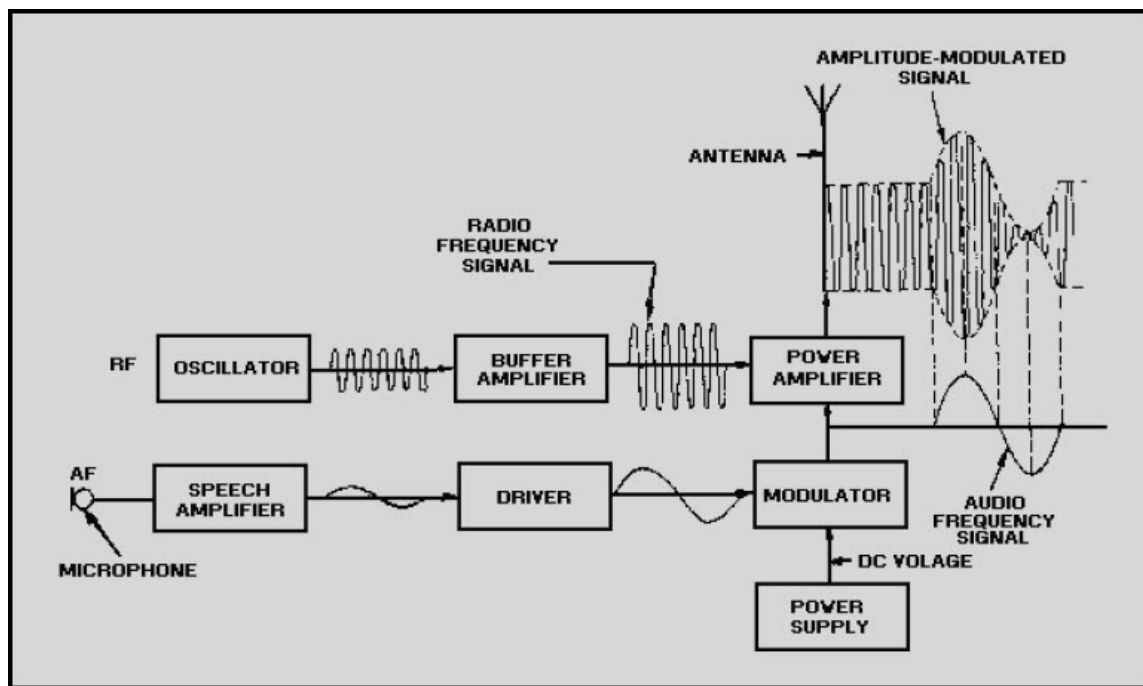 AMPLITUDE-MODULATED
SIGNAL
ANTENNA
RADIO
FREQUENCY
SIGNAL
RF
OSCILLATOR
BUFFER
AMPLIFIER
POWER
AMPLIFIER
AF
SPEECH
AMPLIFIER
DRIVER
MODULATOR
AUDIO
FREQUENCY
SIGNAL
MICROPHONE
DC VOLAGE
POWER
SUPPLY